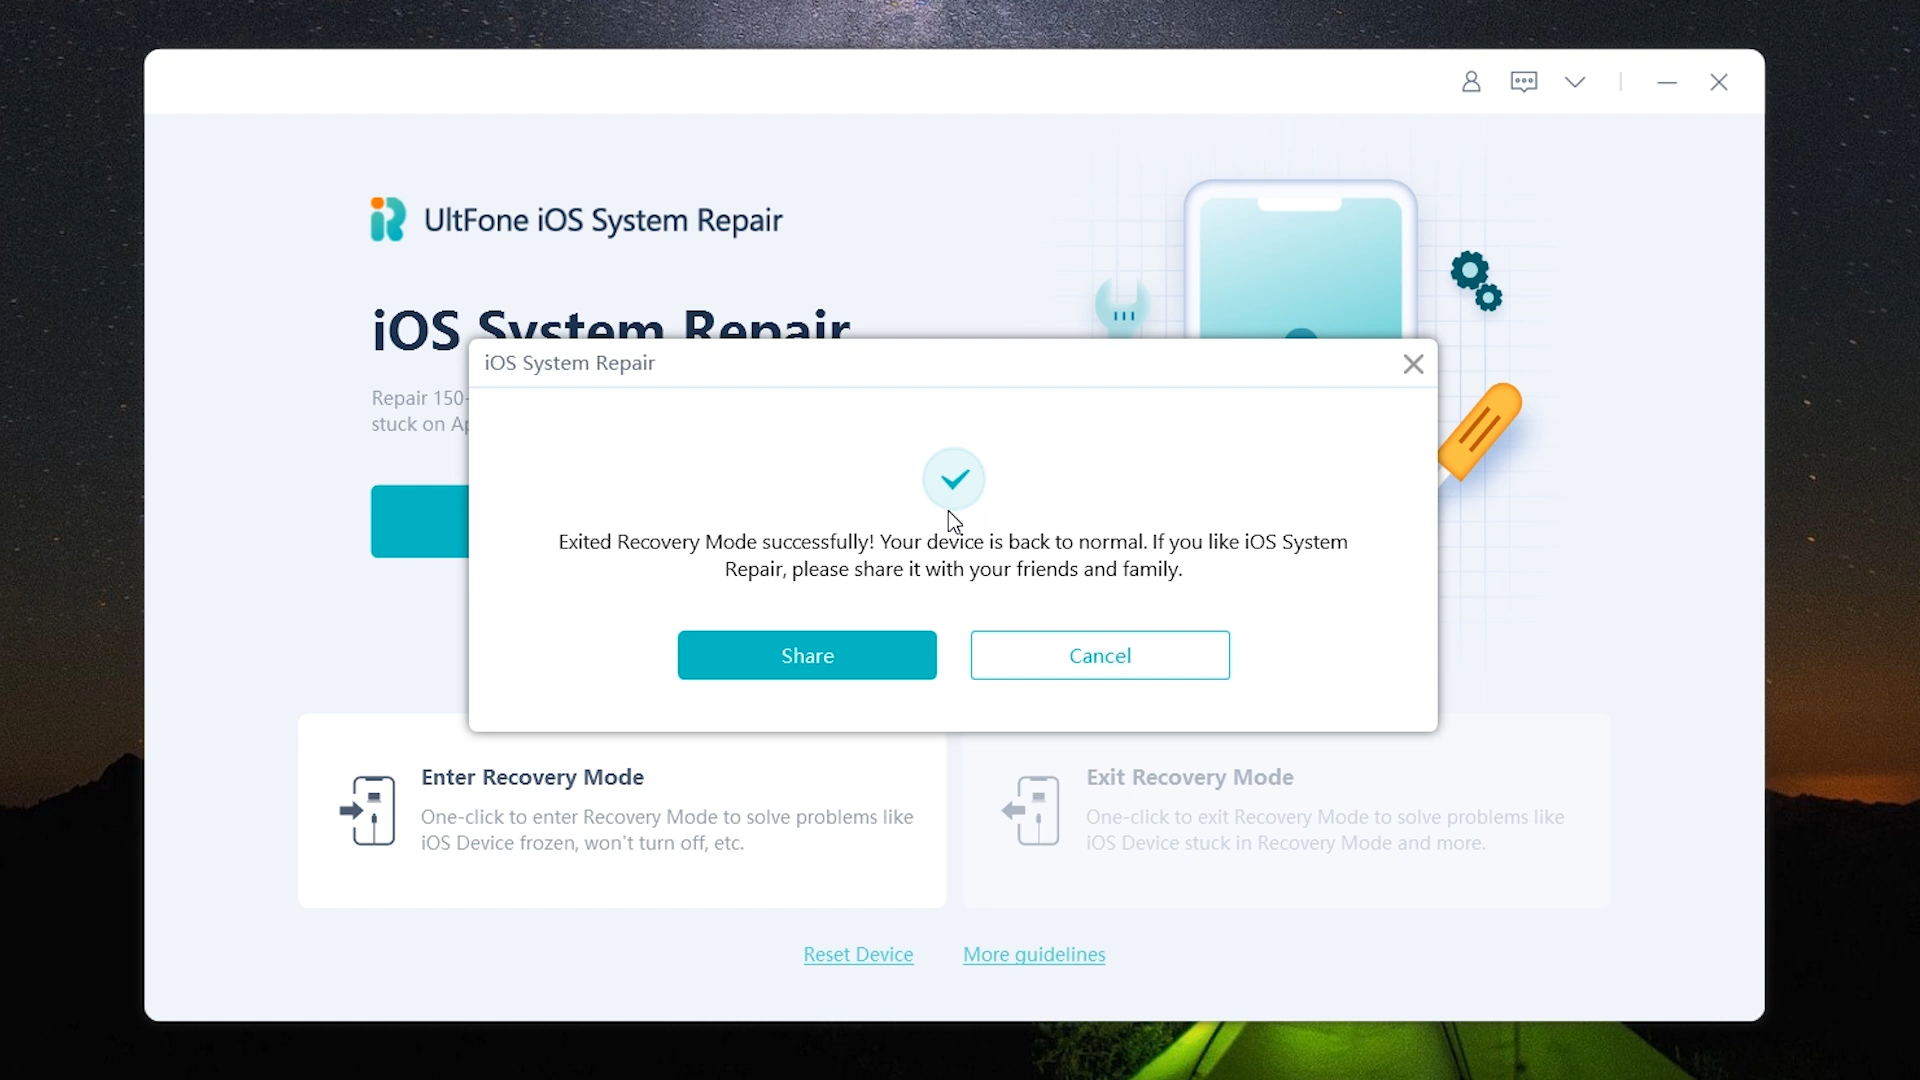 UltFone iOS System Repair
iOS System Repair
Repair 150-
stuck on Ap
iOS System Repair
Exited Recovery Mode successfully! Your device is back to normal. If you like iOS System
Repair, please share it with your friends and family.
Share
Cancel
Enter Recovery Mode
One-click to enter Recovery Mode to solve problems like
iOS Device frozen, won't turn off, etc.
Exit Recovery Mode
One-click to exit Recovery Mode to solve problems like
iOS Device stuck in Recovery Mode and more.
Reset Device
More guidelines